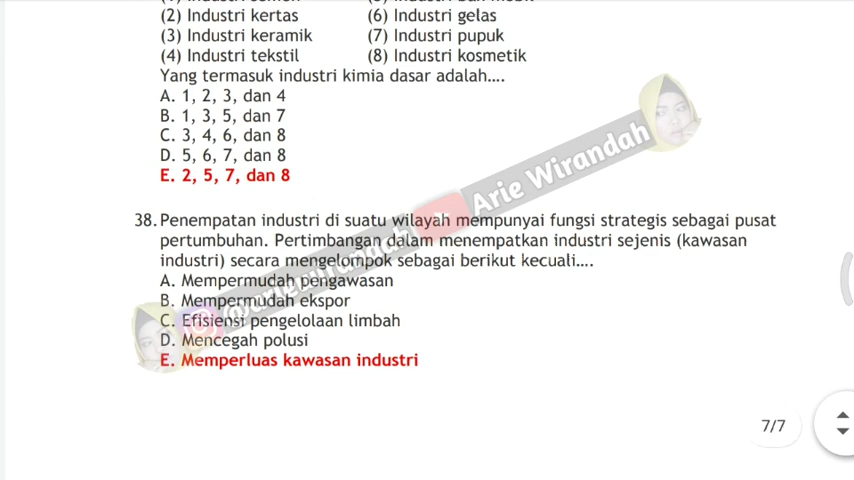 (2) Industri kertas (6) Industri gelas
(3) Industri keramik (7) Industri pupuk
(4) Industri tekstil (8) Industri kosmetik
Yang termasuk industri kimia dasar adalah....
A. 1, 2, 3, dan 4
B. 1, 3, 5, dan 7
C. 3, 4, 6, dan 8
D. 5, 6, 7, dan 8
E. 2, 5, 7, dan 8
Arie Wirandah
38. Penempatan industri di suatu wilayah mempunyai fungsi strategis sebagai pusat
pertumbuhan. Pertimbangan dalam menempatkan industri sejenis (kawasan
industri) secara mengelompok sebagai berikut kecuali....
A. Mempermudah pengawasan
B. Mempermudah ekspor
C. Efisiensi pengelolaan limbah
D. Mencegah polusi
E. Memperluas kawasan industri
7/7